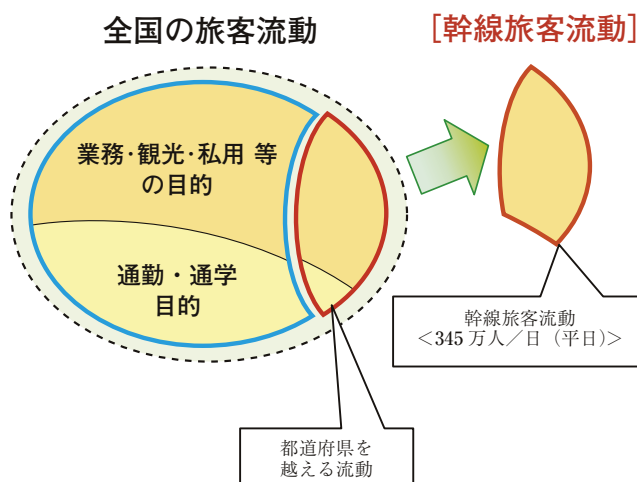 全国の旅客流動
[幹線旅客流動]
業務・観光・私用 等
の目的
通勤・通学
目的
幹線旅客流動
＜345 万人／日（平日）＞
都道府県を
越える流動